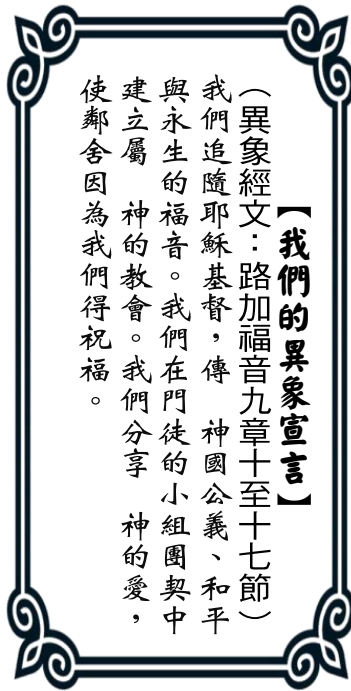 【我們的異象宣言】
（異象經文：路加福音九章十至十七節）
我們追隨耶穌基督，傳　神國公義、和平
與永生的福音。我們在門徒的小組團契中
建立屬　神的教會。我們分享　神的愛，
使鄰舍因為我們得祝福。